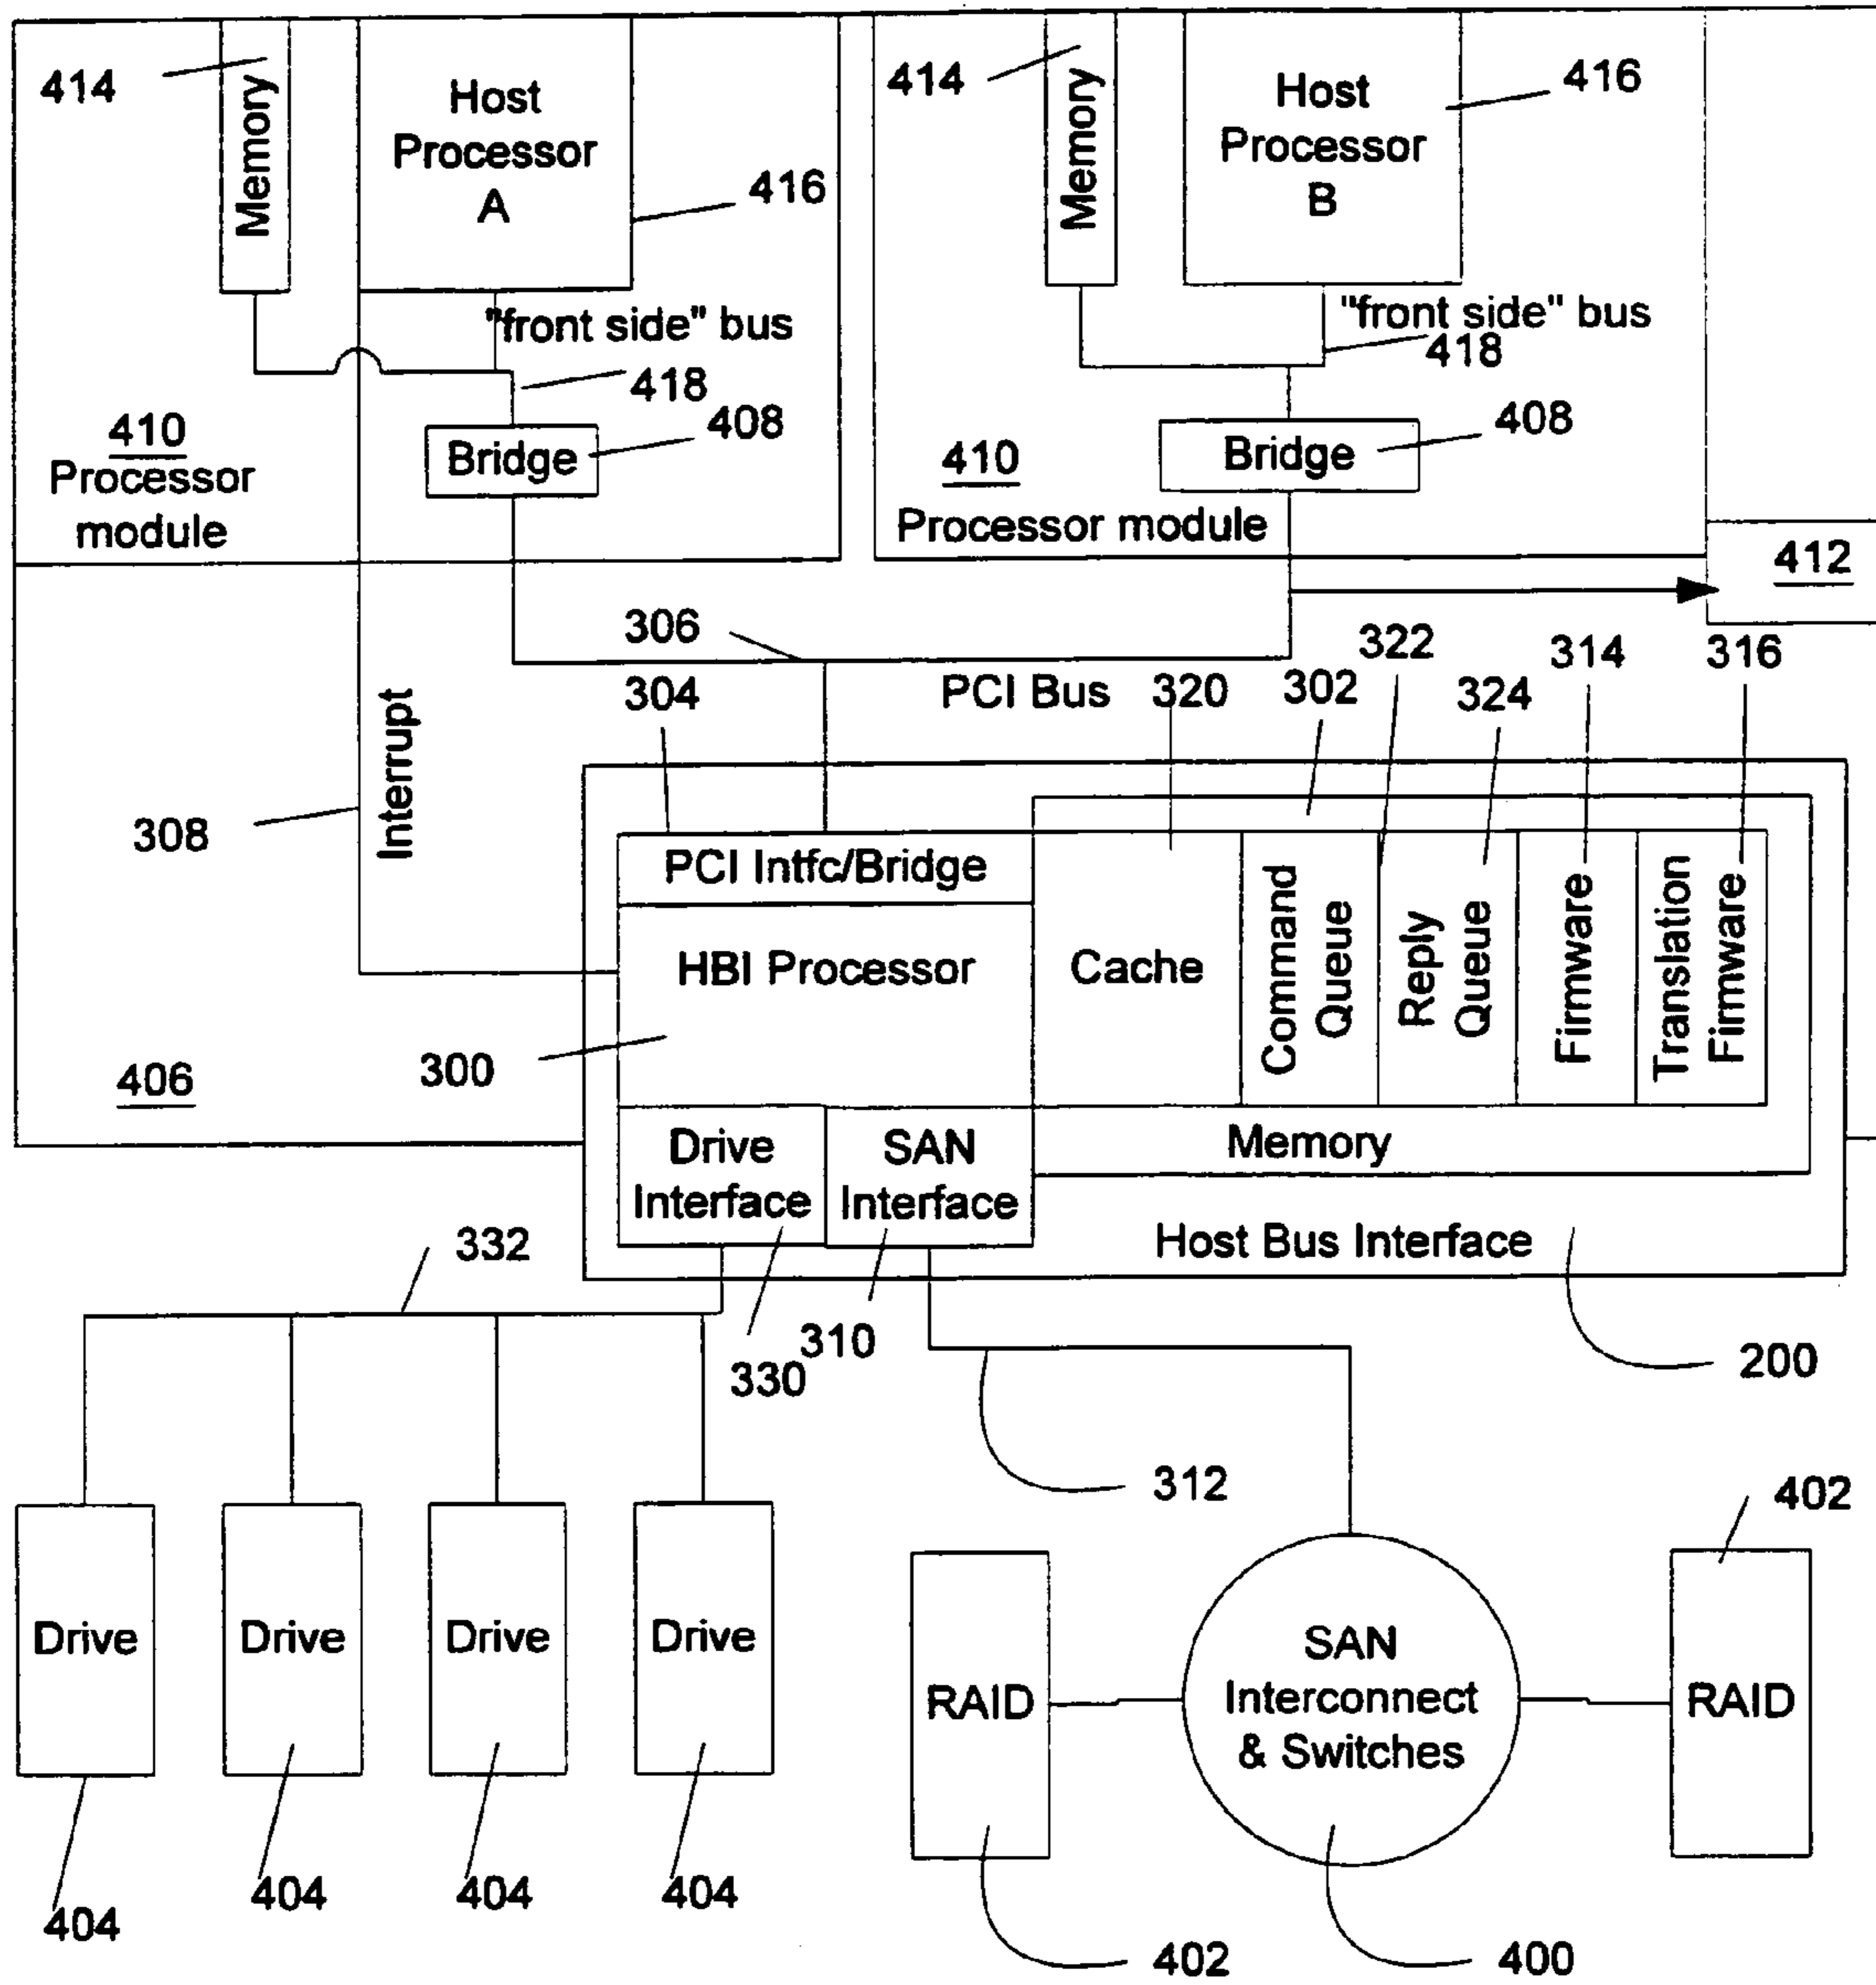 414
Memory
Host
Processor
A
416
"front side" bus
418
408
Bridge
410
Processor
module
414
Memory
Host
Processor
B
416
"front side" bus
418
408
Bridge
410
Processor module
412
306
PCI Bus
304
320
302
322
324
314
316
Interrupt
308
PCI Intfc/Bridge
HBI Processor
300
Cache
Command
Queue
Reply
Queue
Firmware
Translation
Firmware
406
Drive
Interface
SAN
Interface
Memory
Host Bus Interface
332
330
310
200
312
402
Drive
Drive
Drive
Drive
RAID
SAN
Interconnect
& Switches
RAID
404
404
404
404
402
400